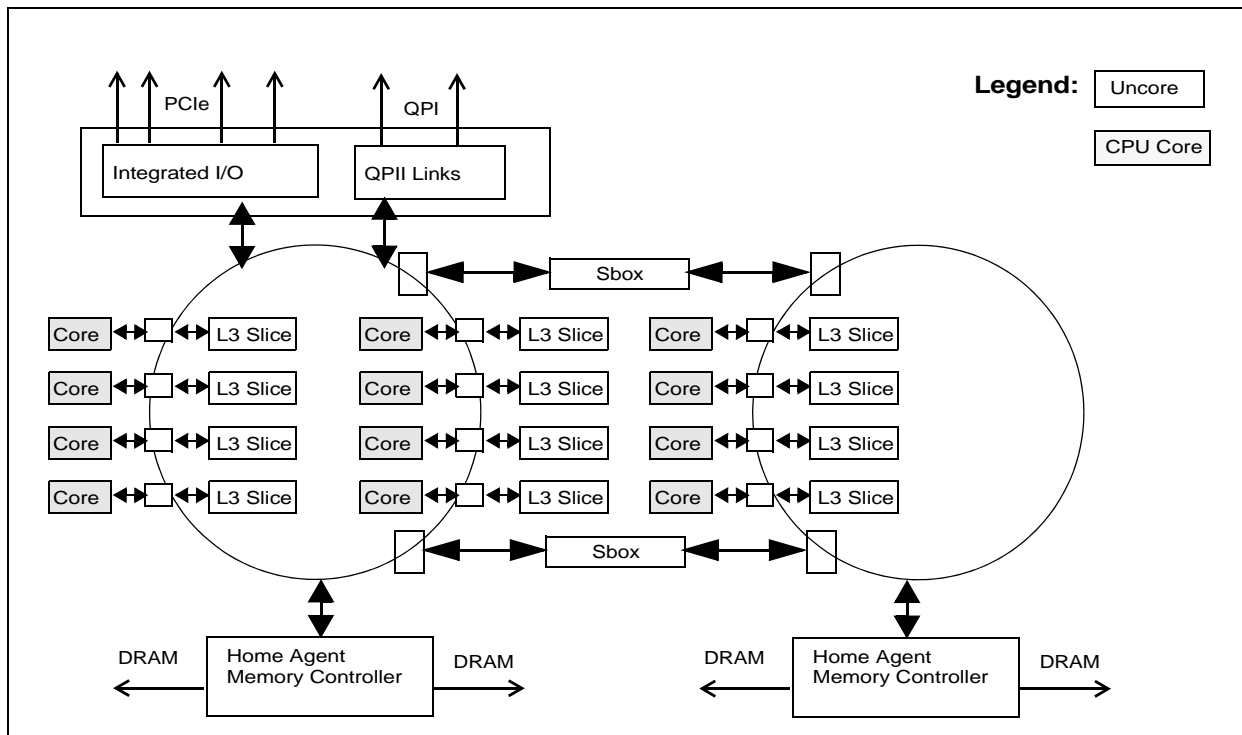 PCIe
QPI
Legend:
Uncore
CPU Core
Integrated I/O
QPII Links
Sbox
Core
L3 Slice
Core
L3 Slice
Core
L3 Slice
Core
L3 Slice
Core
L3 Slice
Core
L3 Slice
Core
L3 Slice
Core
L3 Slice
Core
L3 Slice
Core
L3 Slice
Core
L3 Slice
Core
L3 Slice
Sbox
DRAM
Home Agent
Memory Controller
DRAM
DRAM
Home Agent
Memory Controller
DRAM